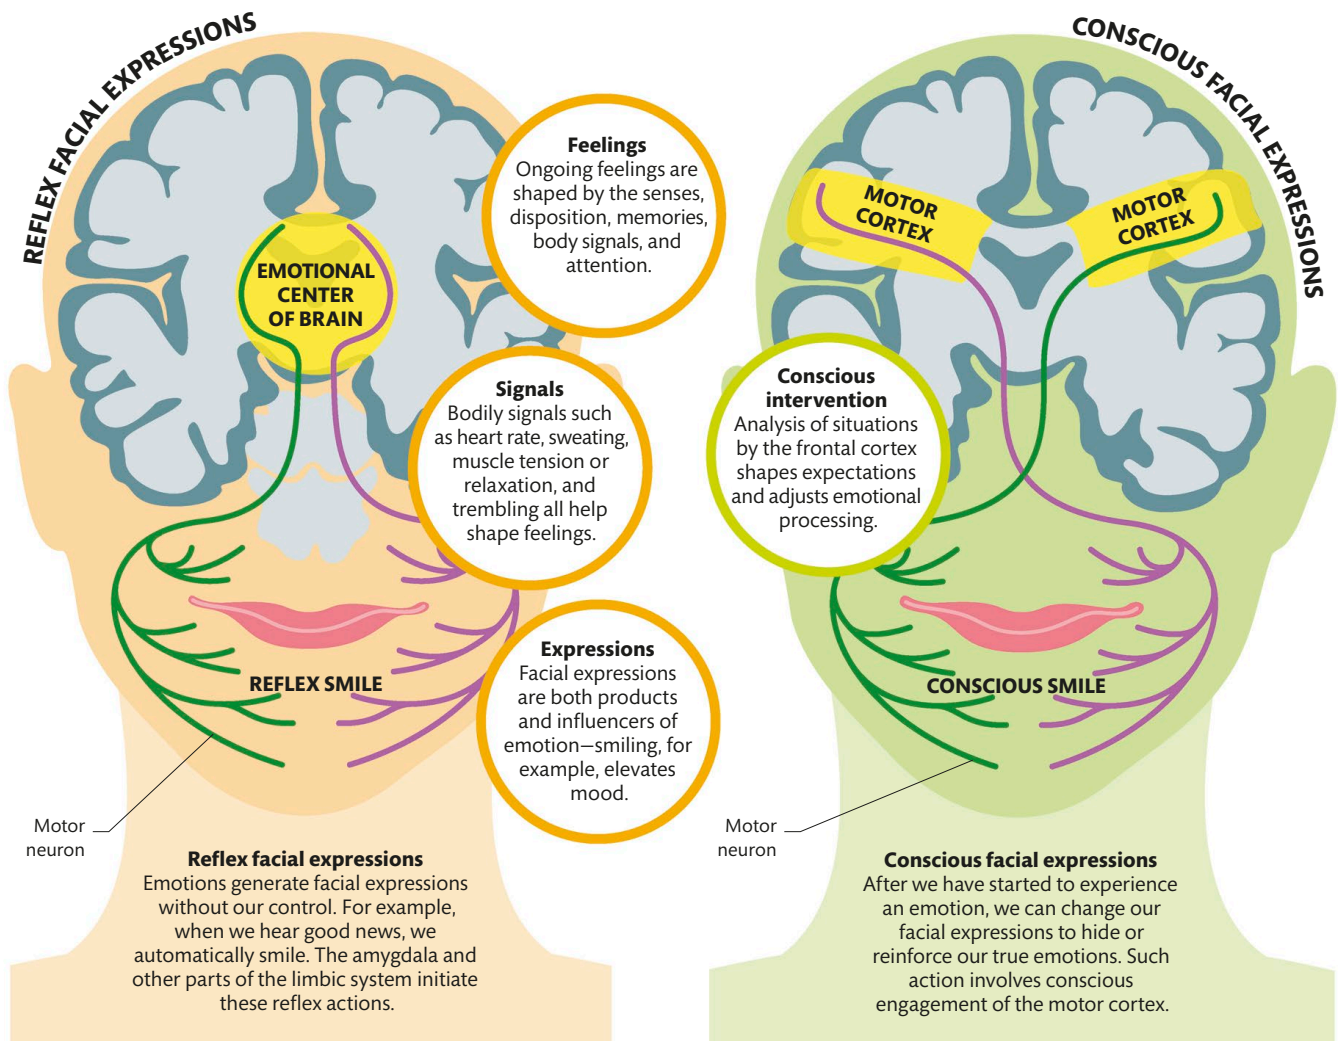 REFLEX FACIAL EXPRESSIONS
EMOTIONAL
CENTER
OF BRAIN
Feelings
Ongoing feelings are
shaped by the senses,
disposition, memories,
body signals, and
attention.
Signals
Bodily signals such
as heart rate, sweating,
muscle tension or
relaxation, and
trembling all help
shape feelings.
Expressions
Facial expressions
are both products
and influencers of
emotion—smiling, for
example, elevates
mood.
REFLEX SMILE
Motor
neuron
Reflex facial expressions
Emotions generate facial expressions
without our control. For example,
when we hear good news, we
automatically smile. The amygdala and
other parts of the limbic system initiate
these reflex actions.
CONSCIOUS FACIAL EXPRESSIONS
MOTOR
CORTEX
MOTOR
CORTEX
Conscious
intervention
Analysis of situations
by the frontal cortex
shapes expectations
and adjusts emotional
processing.
CONSCIOUS SMILE
Motor
neuron
Conscious facial expressions
After we have started to experience
an emotion, we can change our
facial expressions to hide or
reinforce our true emotions. Such
action involves conscious
engagement of the motor cortex.